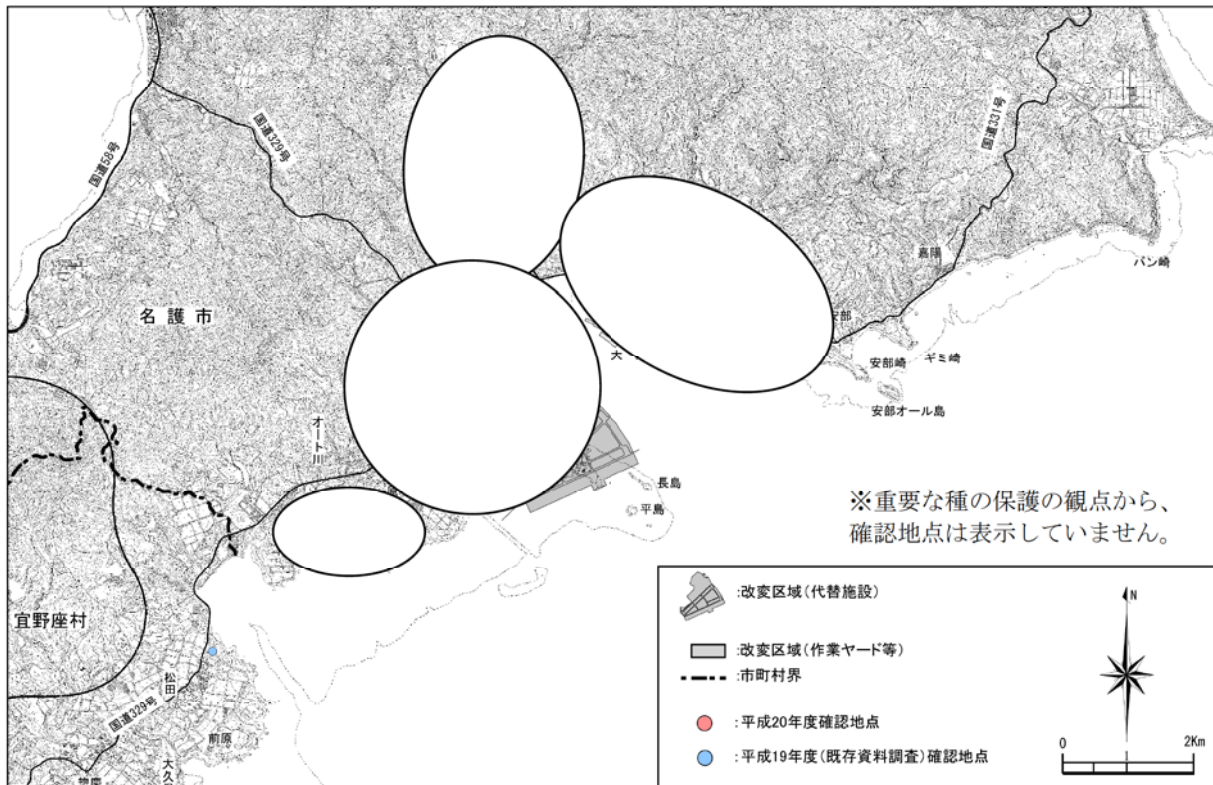 国道58号
国道329号
国道331号
嘉陽
バン崎
名護市
安部
大
安部崎
ギミ崎
安部オール島
オート川
長島
平島
※重要な種の保護の観点から、
確認地点は表示していません。
宜野座村
松田
国道329号
前原
大久
:改変区域(代替施設)
:改変区域(作業ヤード等)
:市町村界
:平成20年度確認地点
:平成19年度(既存資料調査)確認地点
N
0 2Km